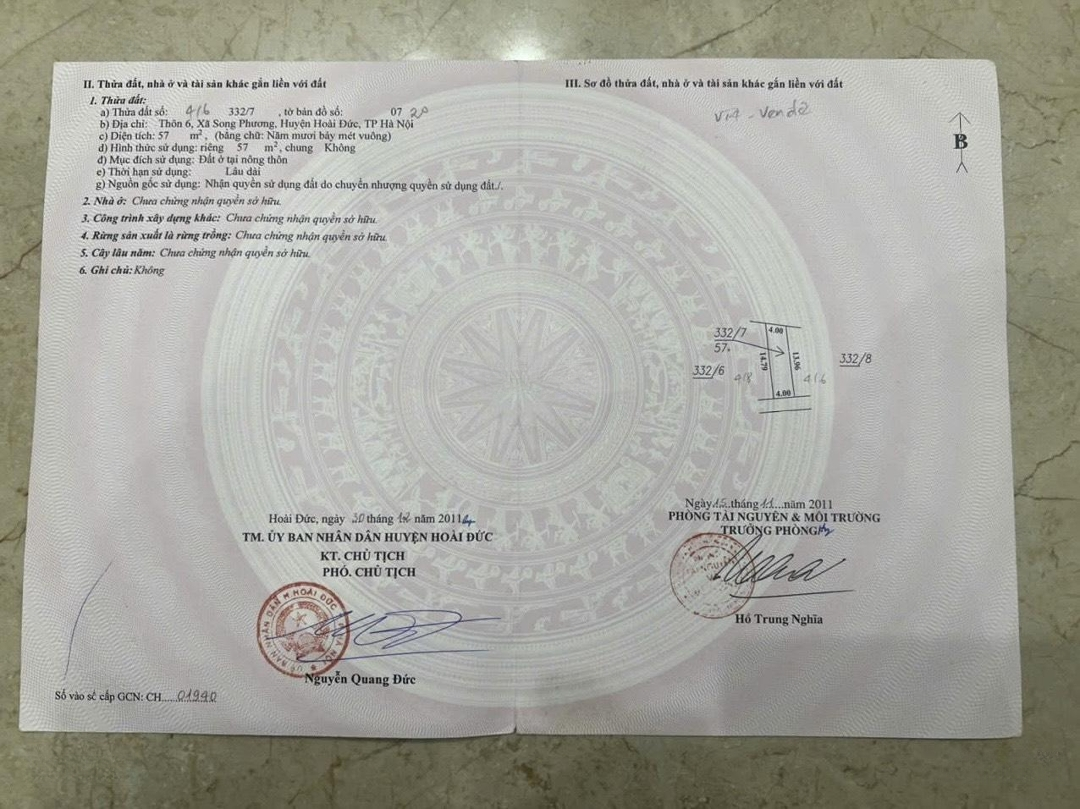 II. Thửa đất, nhà ở và tài sản khác gắn liền với đất
1. Thửa đất:
a) Thửa đất số: 416 332/7 , tờ bản đồ số: 07 20
b) Địa chỉ: Thôn 6, Xã Song Phương, Huyện Hoài Đức, TP Hà Nội
c) Diện tích: 57 m², (bằng chữ: Năm mươi bảy mét vuông)
d) Hình thức sử dụng: riêng 57 m², chung Không
đ) Mục đích sử dụng: Đất ở tại nông thôn
e) Thời hạn sử dụng: Lâu dài
g) Nguồn gốc sử dụng: Nhận quyền sử dụng đất do chuyển nhượng quyền sử dụng đất./.
2. Nhà ở: Chưa chứng nhận quyền sở hữu.
3. Công trình xây dựng khác: Chưa chứng nhận quyền sở hữu.
4. Rừng sản xuất là rừng trồng: Chưa chứng nhận quyền sở hữu.
5. Cây lâu năm: Chưa chứng nhận quyền sở hữu.
6. Ghi chú: Không
Hoài Đức, ngày 30 tháng 12 năm 2011
TM. ỦY BAN NHÂN DÂN HUYỆN HOÀI ĐỨC
KT. CHỦ TỊCH
PHÓ. CHỦ TỊCH
Nguyễn Quang Đức
Số vào sổ cấp GCN: CH.....01990
III. Sơ đồ thửa đất, nhà ở và tài sản khác gắn liền với đất
B
332/7
57
4.00
14.79
13.96
4.00
332/6
418
416
332/8
Ngày 15 tháng 11 năm 2011
PHÒNG TÀI NGUYÊN & MÔI TRƯỜNG
TRƯỞNG PHÒNG
Hồ Trung Nghĩa